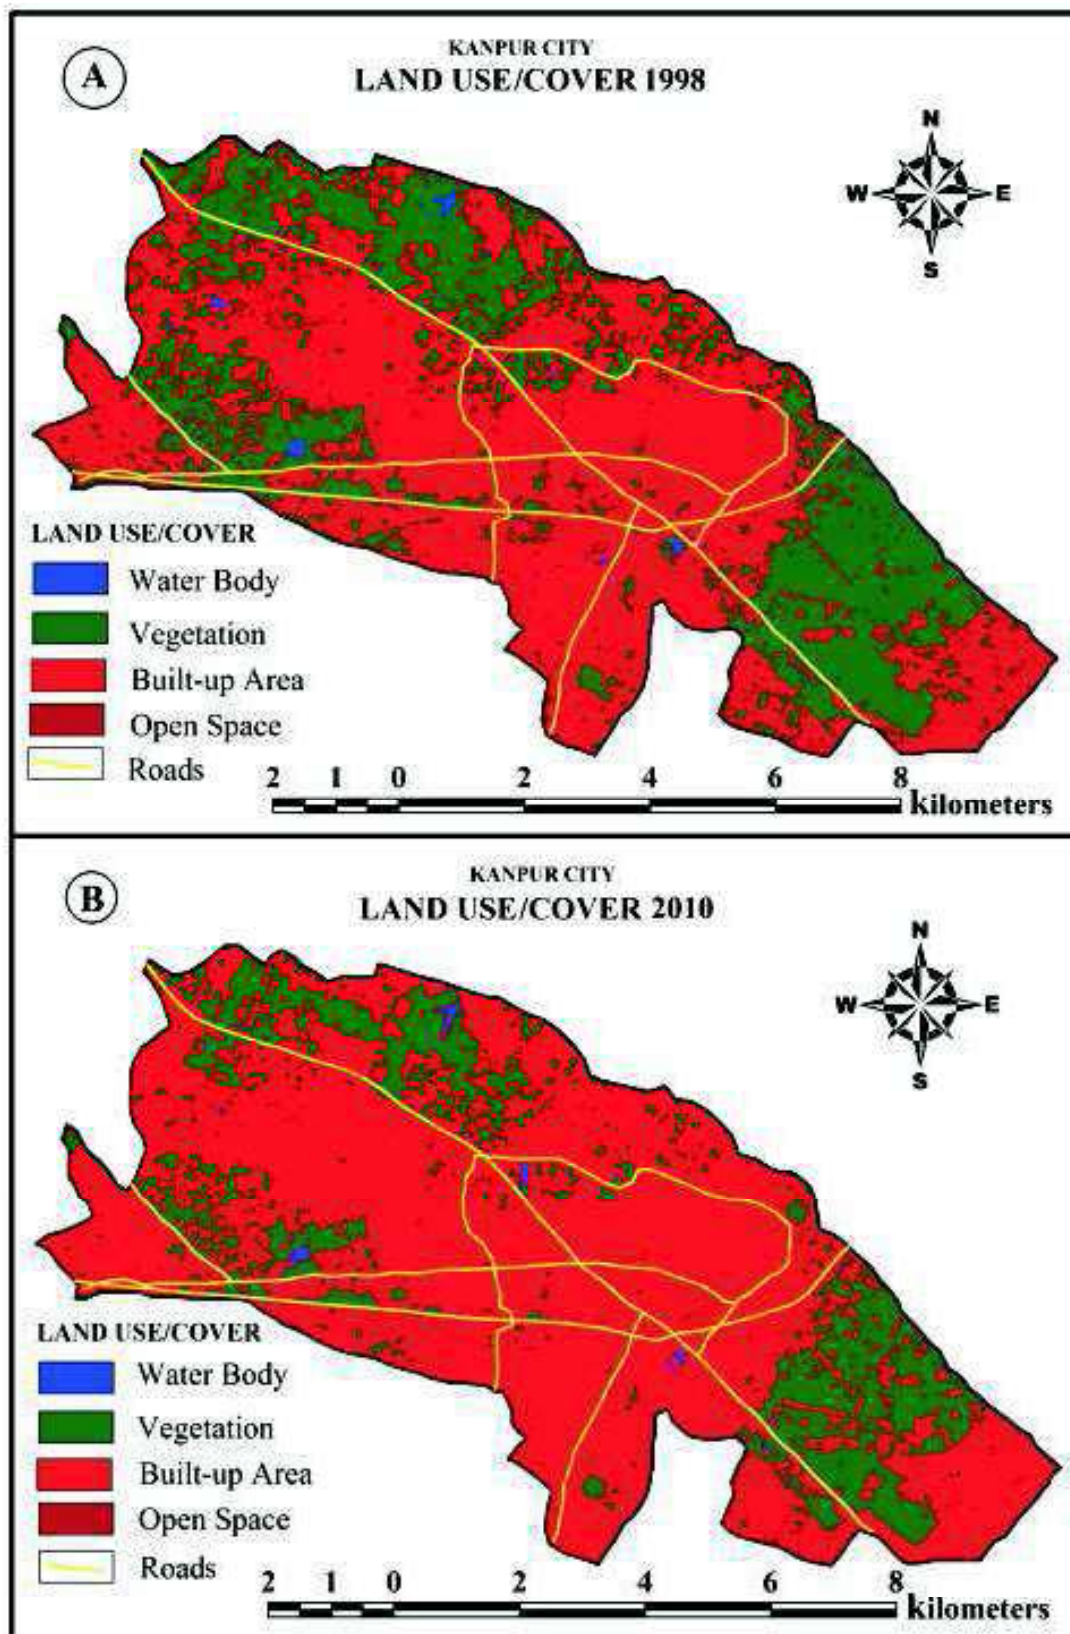 A
KANPUR CITY
LAND USE/COVER 1998
N
W E
S
LAND USE/COVER
Water Body
Vegetation
Built-up Area
Open Space
Roads
2 1 0 2 4 6 8
kilometers
B
KANPUR CITY
LAND USE/COVER 2010
N
W E
S
LAND USE/COVER
Water Body
Vegetation
Built-up Area
Open Space
Roads
2 1 0 2 4 6 8
kilometers